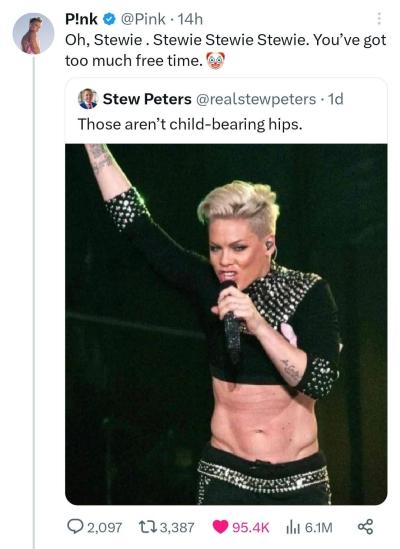 P!nk @Pink · 14h
Oh, Stewie . Stewie Stewie Stewie. You’ve got
too much free time. 🤡
Stew Peters @realstewpeters · 1d
Those aren’t child-bearing hips.
2,097 3,387 95.4K 6.1M